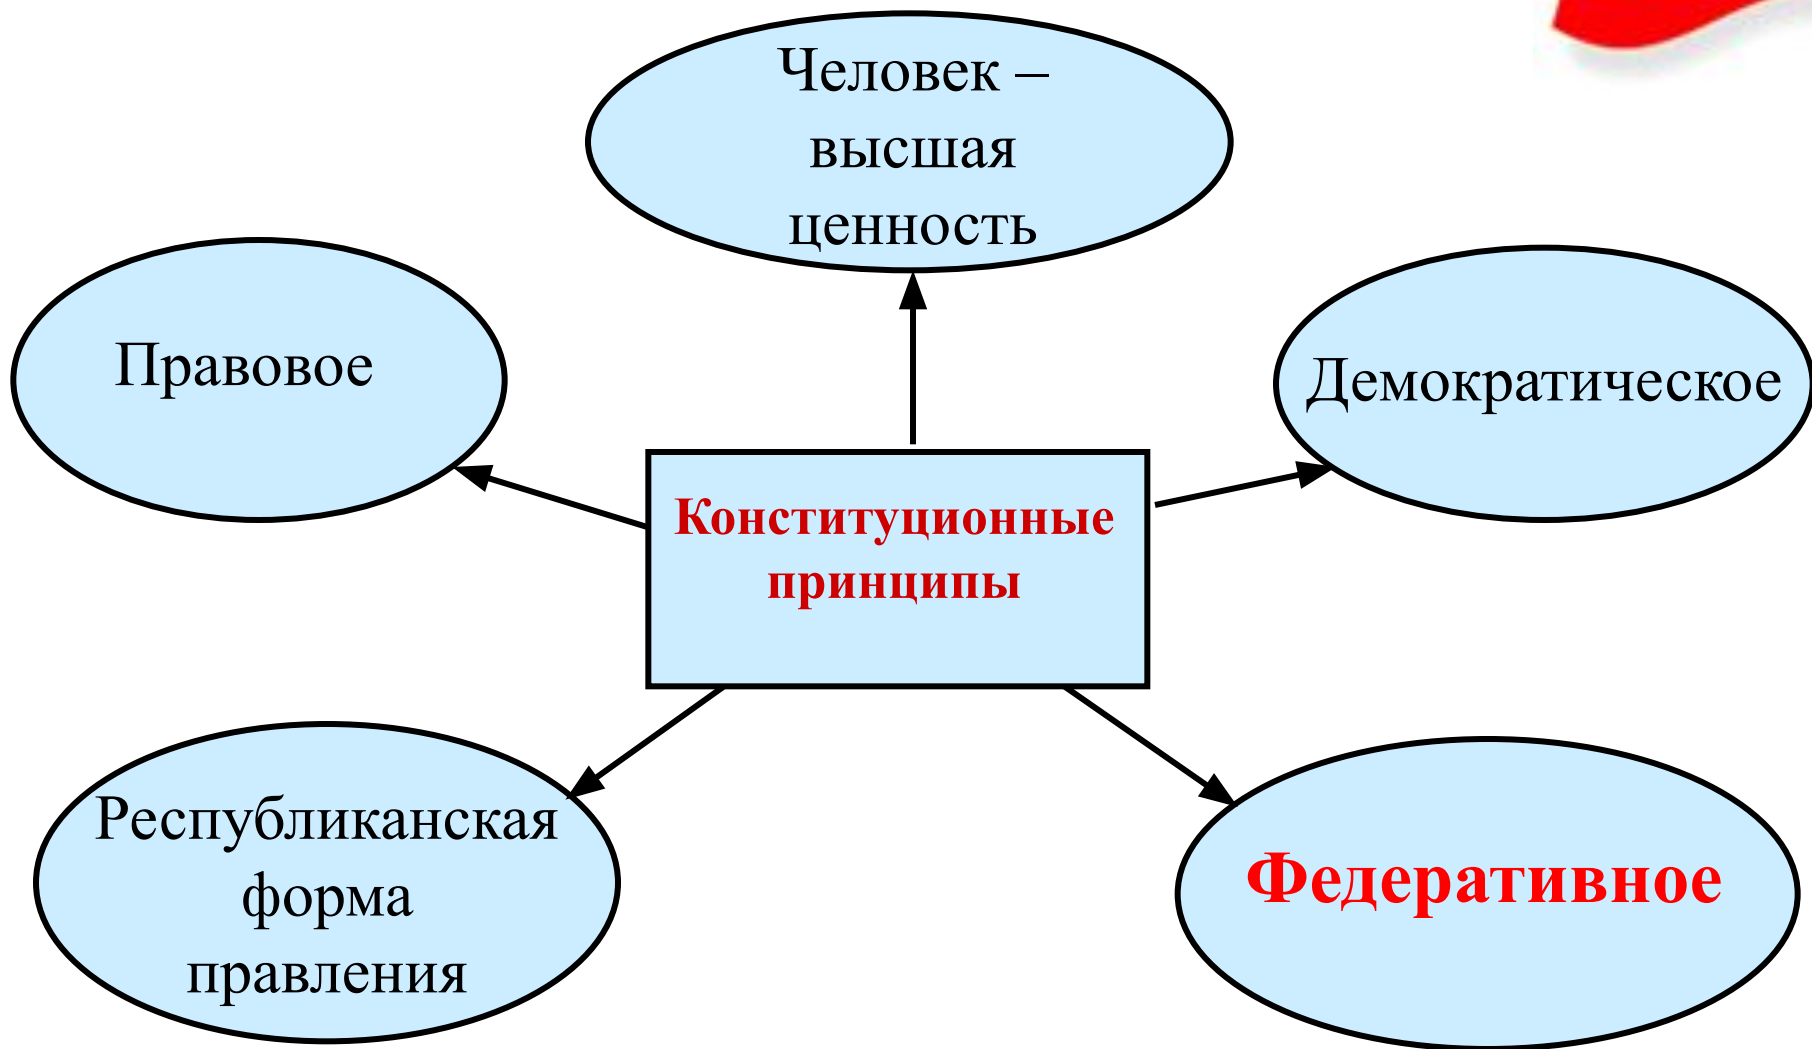 Человек –
высшая
ценность
Правовое
Демократическое
Конституционные
принципы
Республиканская
форма
правления
Федеративное